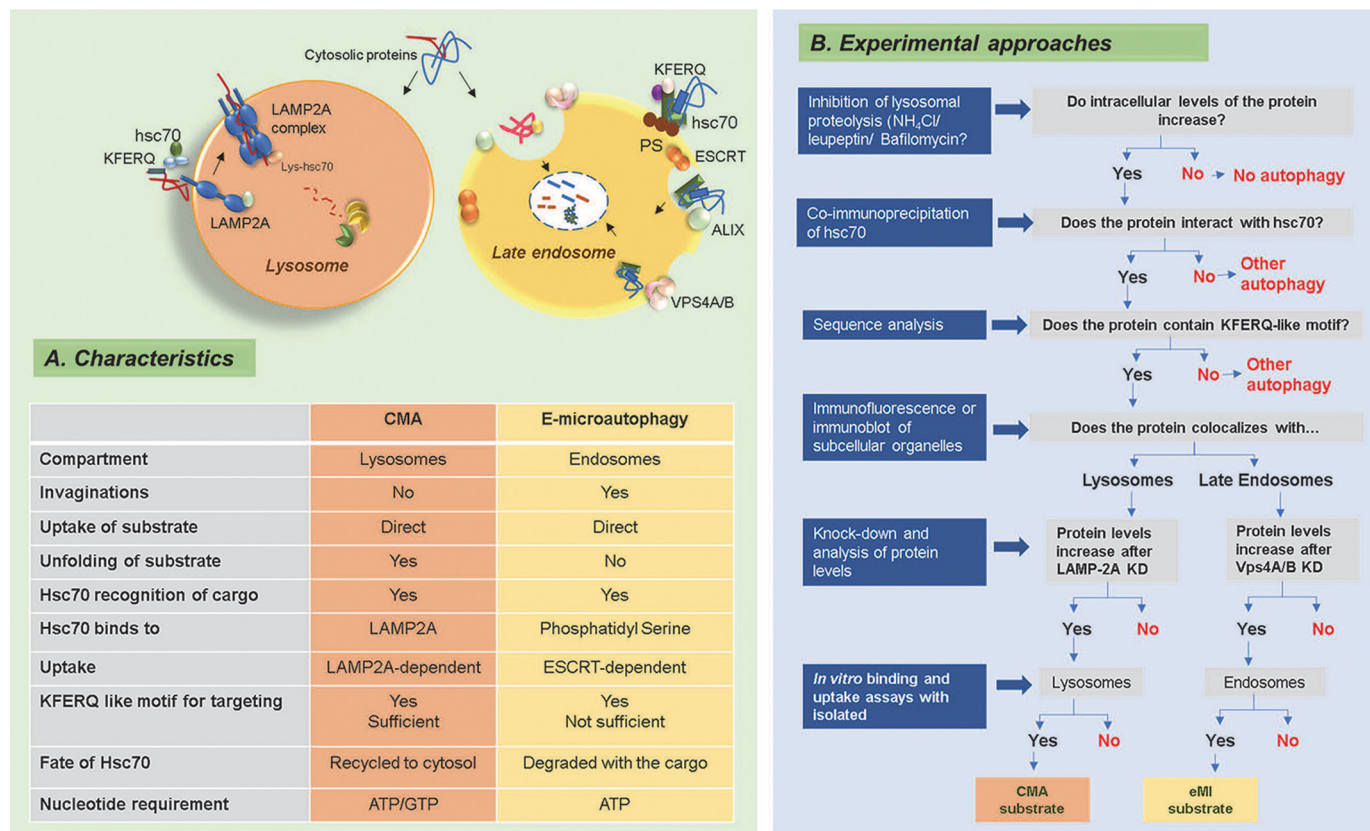 Cytosolic proteins
LAMP2A
complex
hsc70
KFERQ
Lys-hsc70
LAMP2A
Lysosome
KFERQ
hsc70
PS
ESCRT
ALIX
Late endosome
VPS4A/B
A. Characteristics
CMA E-microautophagy
Compartment Lysosomes Endosomes
Invaginations No Yes
Uptake of substrate Direct Direct
Unfolding of substrate Yes No
Hsc70 recognition of cargo Yes Yes
Hsc70 binds to LAMP2A Phosphatidyl Serine
Uptake LAMP2A-dependent ESCRT-dependent
KFERQ like motif for targeting Yes Yes
Sufficient Not sufficient
Fate of Hsc70 Recycled to cytosol Degraded with the cargo
Nucleotide requirement ATP/GTP ATP
B. Experimental approaches
Inhibition of lysosomal
proteolysis (NH4Cl/
leupeptin/ Bafilomycin?
Do intracellular levels of the protein
increase?
Yes No No autophagy
Co-immunoprecipitation
of hsc70
Does the protein interact with hsc70?
Yes No Other
autophagy
Sequence analysis
Does the protein contain KFERQ-like motif?
Yes No Other
autophagy
Immunofluorescence or
immunoblot of
subcellular organelles
Does the protein colocalizes with…
Lysosomes Late Endosomes
Knock-down and
analysis of protein
levels
Protein levels
increase after
LAMP-2A KD
Protein levels
increase after
Vps4A/B KD
Yes No Yes No
In vitro binding and
uptake assays with
isolated
Lysosomes Endosomes
Yes No Yes No
CMA
substrate
eMI
substrate